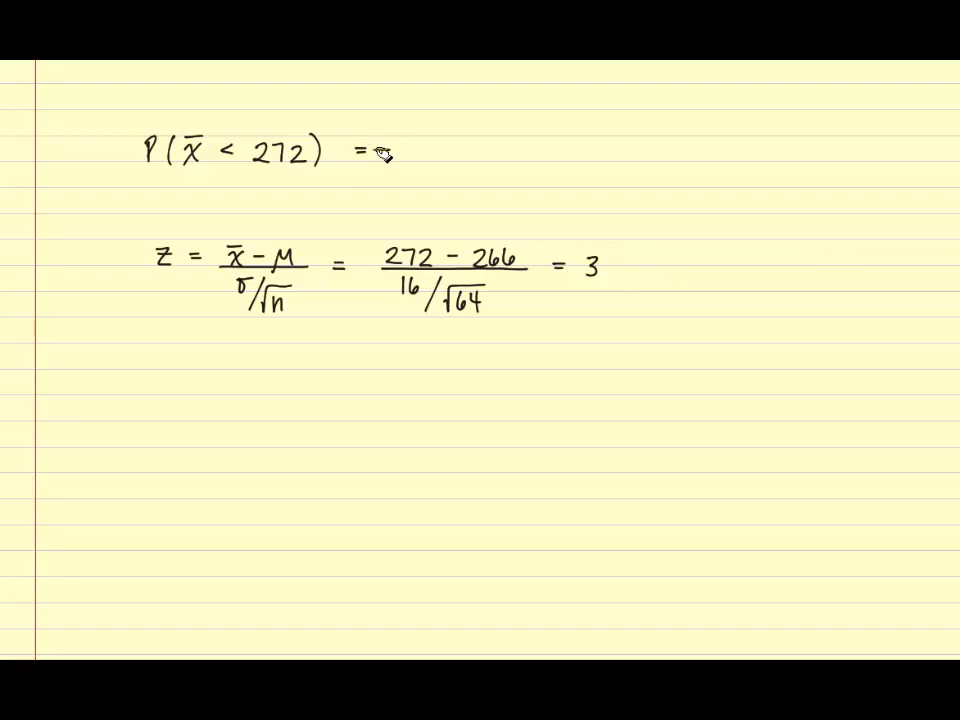 P( x̄ < 272 ) =
z = (x̄ - μ)/(σ/√n) = (272 - 266)/(16/√64) = 3